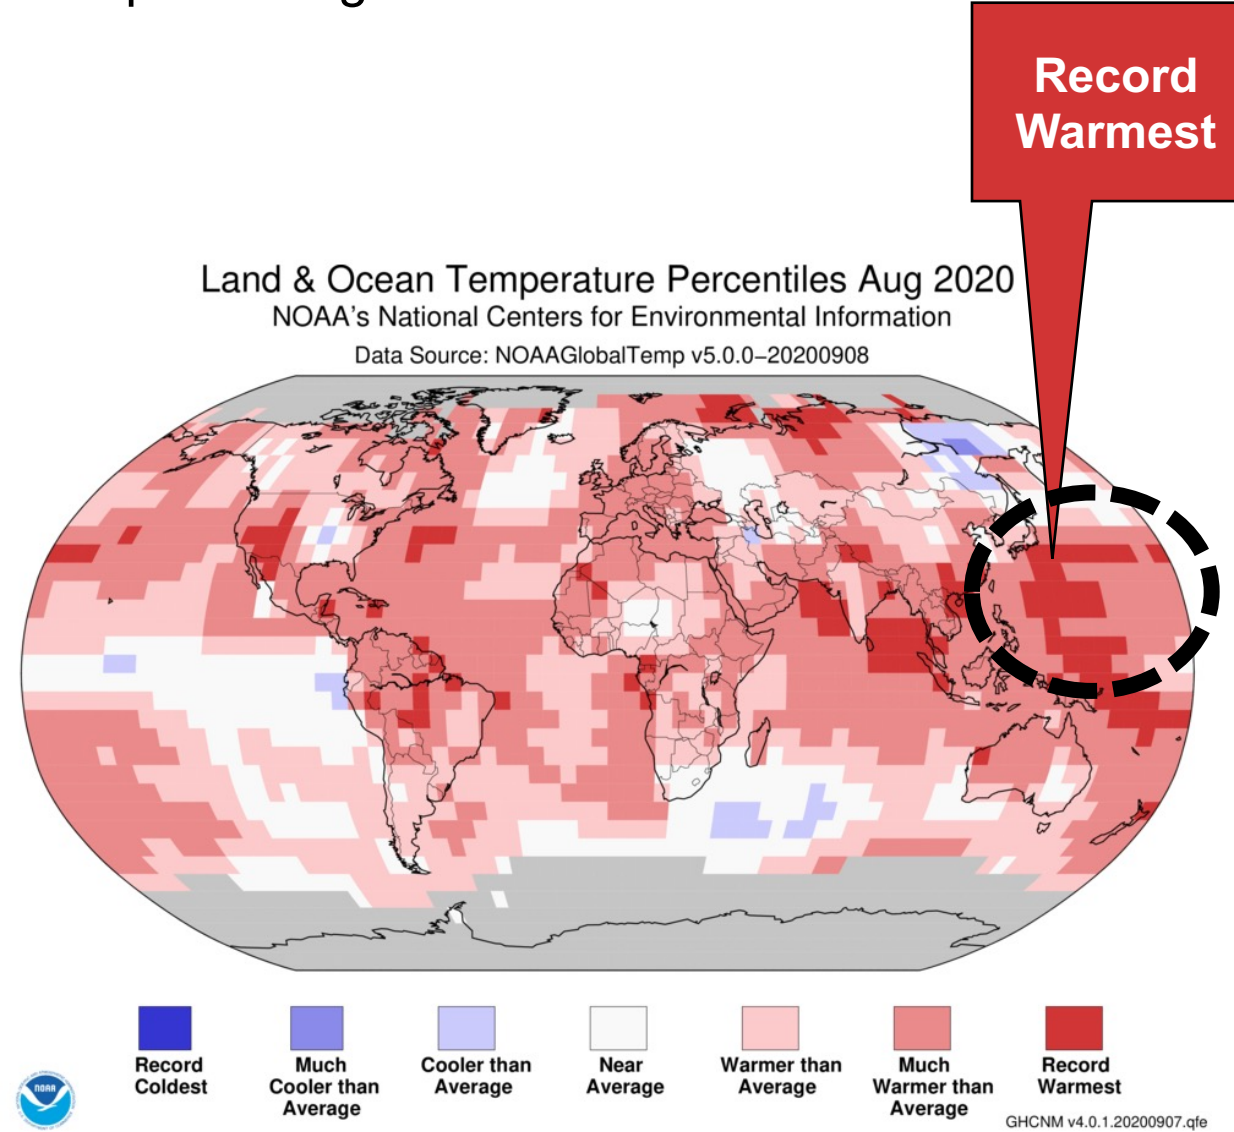 Record
Warmest
Land & Ocean Temperature Percentiles Aug 2020
NOAA's National Centers for Environmental Information
Data Source: NOAAGlobalTemp v5.0.0−20200908
Record
Coldest
Much
Cooler than
Average
Cooler than
Average
Near
Average
Warmer than
Average
Much
Warmer than
Average
Record
Warmest
NOAA
GHCNM v4.0.1.20200907.qfe